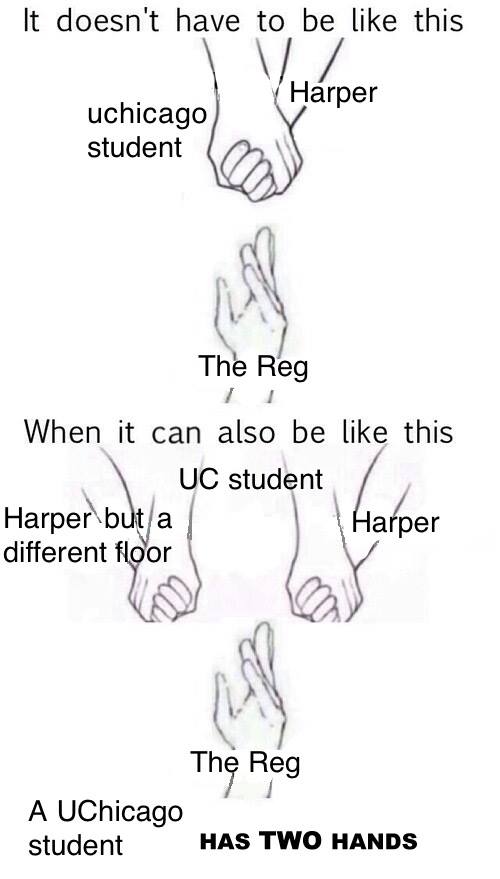 It doesn't have to be like this
Harper
uchicago
student
The Reg
When it can also be like this
UC student
Harper but a
different floor
Harper
The Reg
A UChicago
student
HAS TWO HANDS